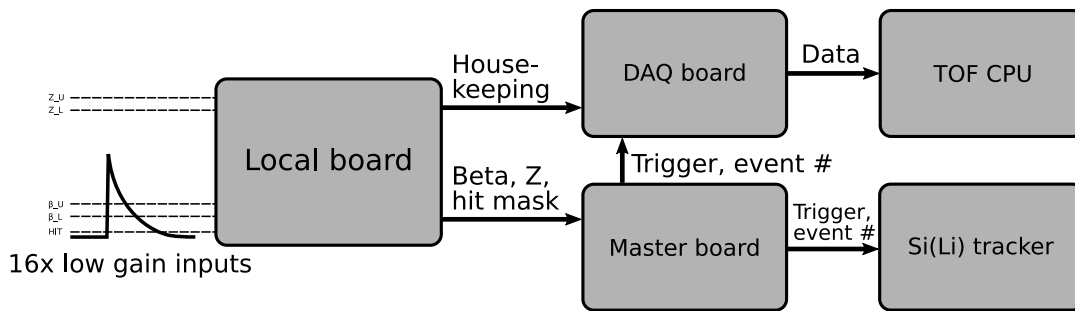 Z_U
Z_L
β_U
β_L
HIT
16x low gain inputs
Local board
House-
keeping
Beta, Z,
hit mask
DAQ board
Data
TOF CPU
Trigger, event #
Master board
Trigger,
event #
Si(Li) tracker